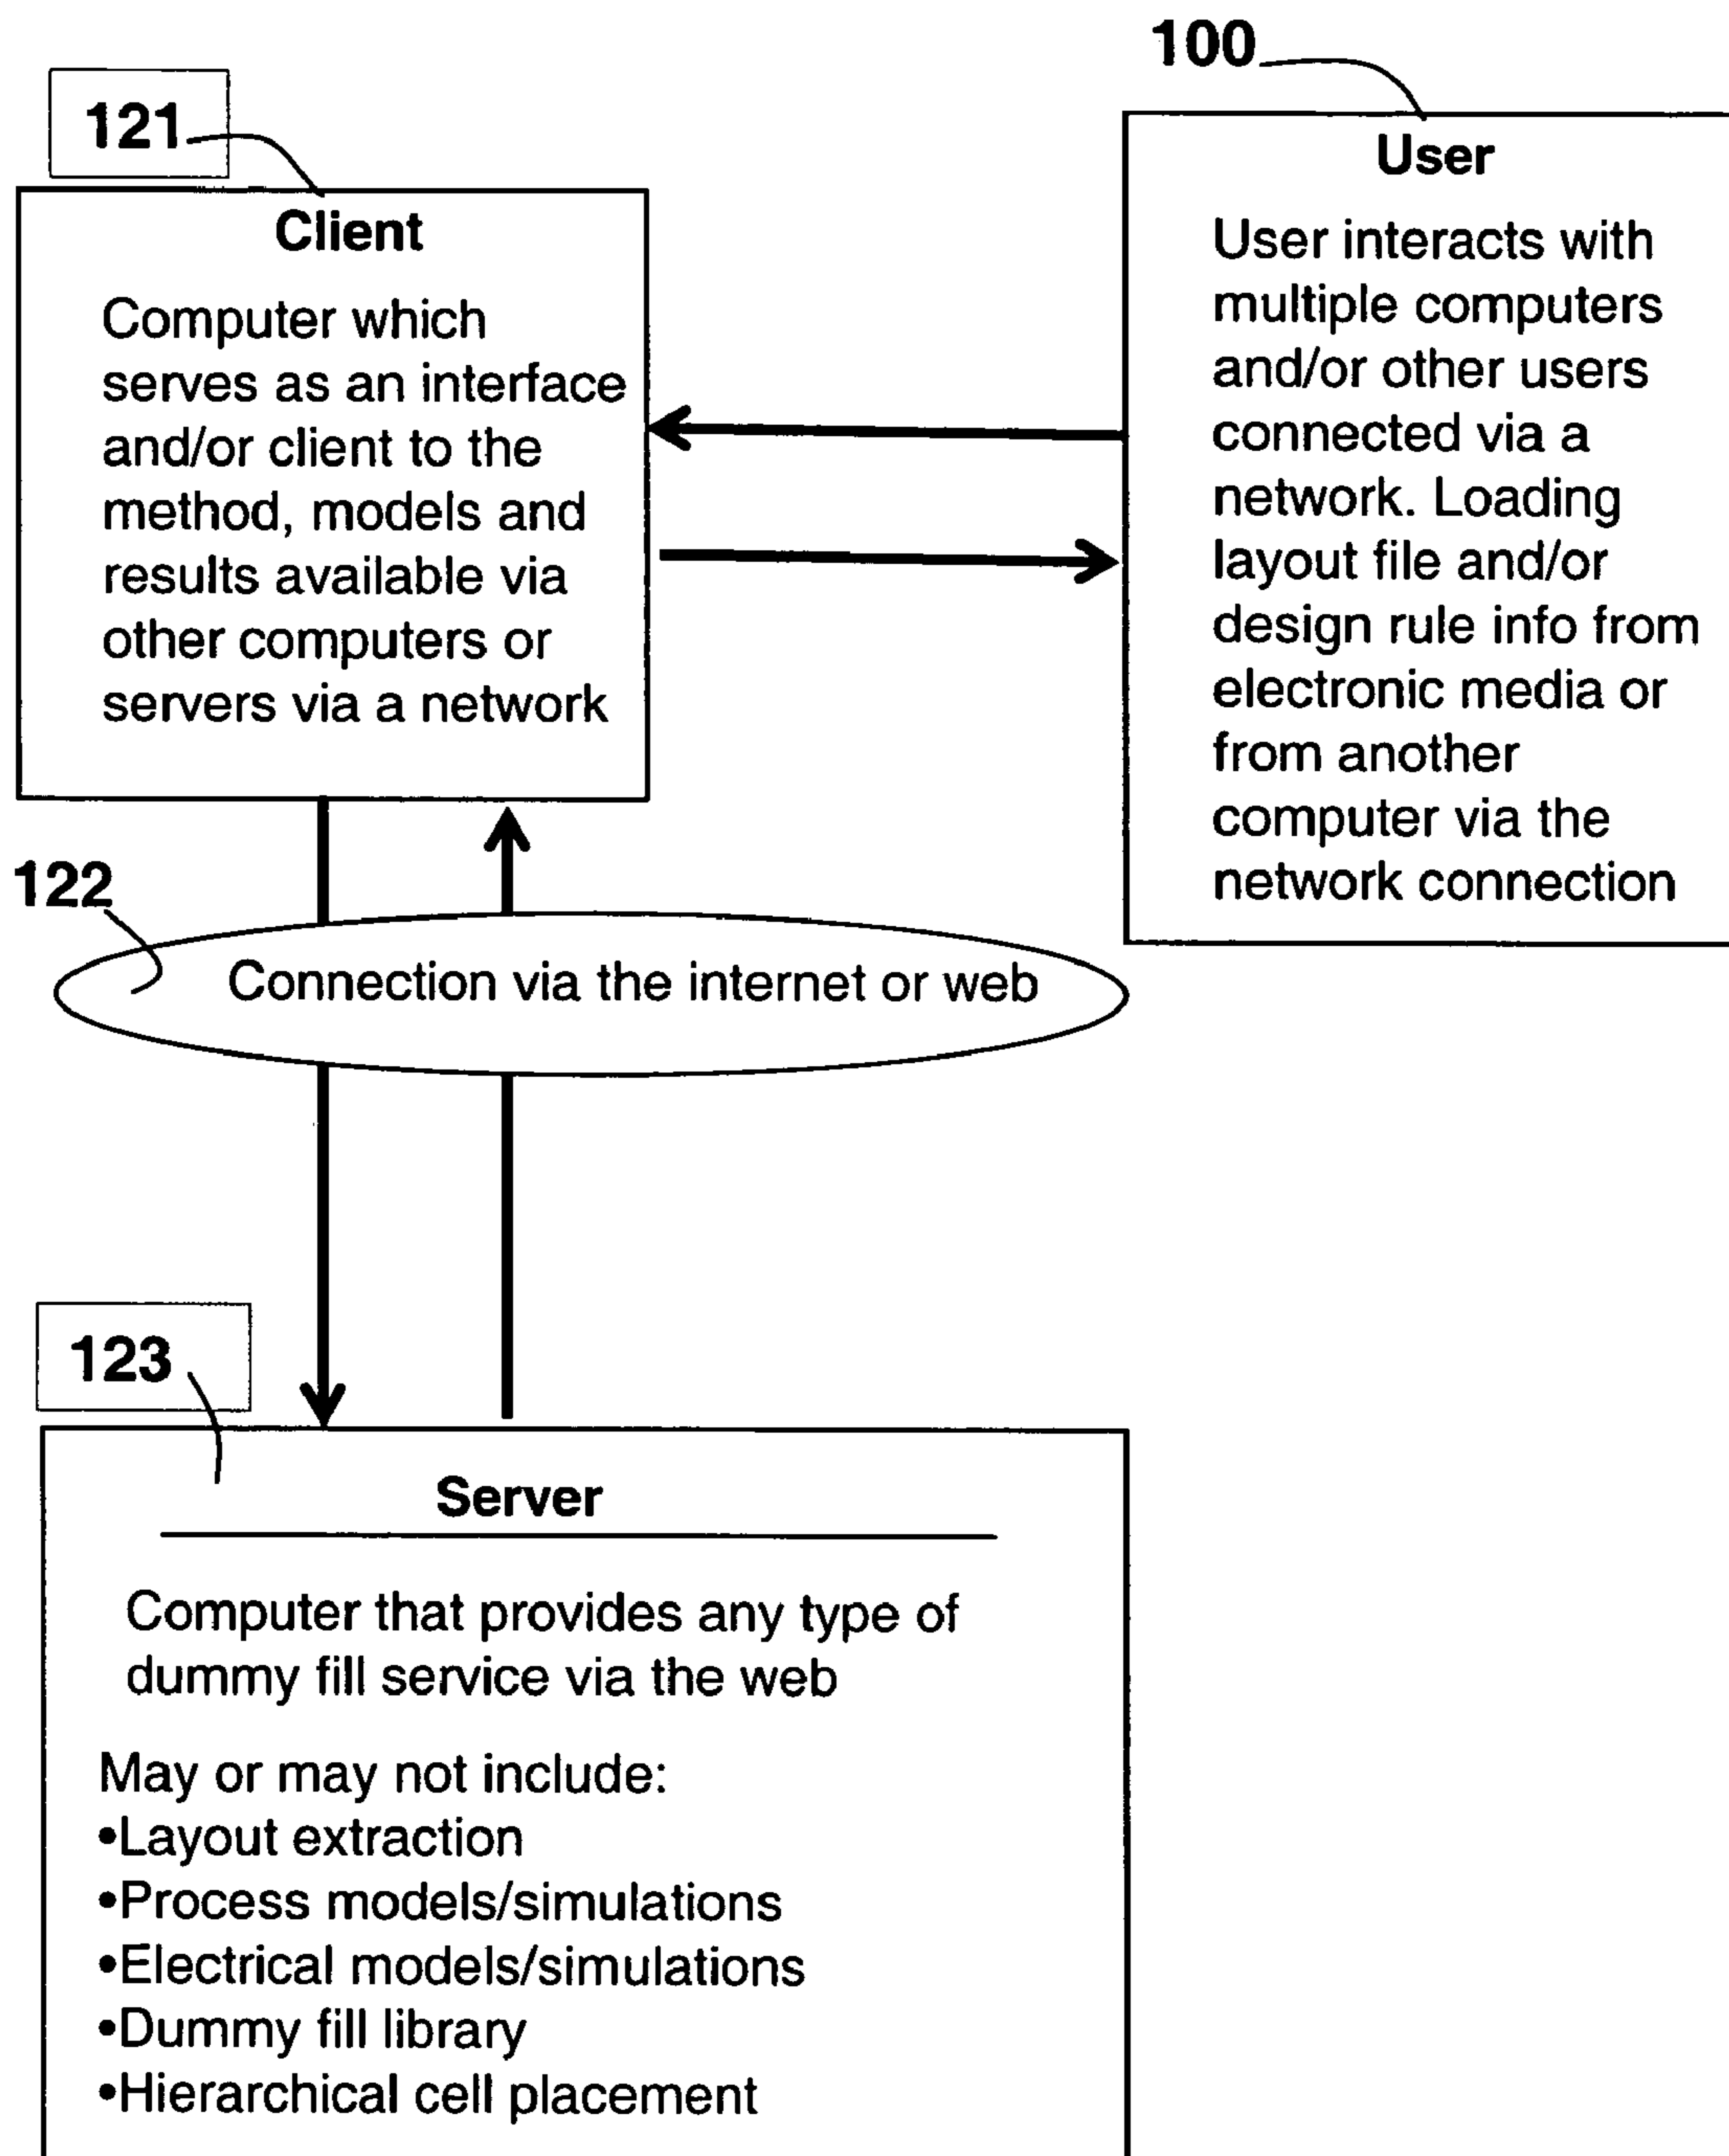 100
User
User interacts with
multiple computers
and/or other users
connected via a
network. Loading
layout file and/or
design rule info from
electronic media or
from another
computer via the
network connection
121
Client
Computer which
serves as an interface
and/or client to the
method, models and
results available via
other computers or
servers via a network
122
Connection via the internet or web
123
Server
Computer that provides any type of
dummy fill service via the web
May or may not include:
•Layout extraction
•Process models/simulations
•Electrical models/simulations
•Dummy fill library
•Hierarchical cell placement